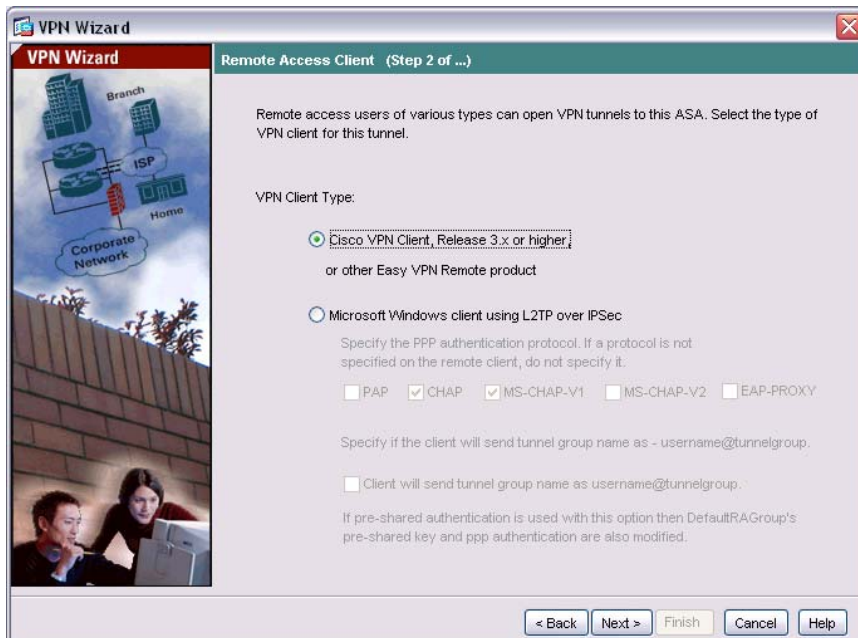 VPN Wizard
VPN Wizard
Branch
ISP
Home
Corporate
Network
Remote Access Client (Step 2 of ...)
Remote access users of various types can open VPN tunnels to this ASA. Select the type of
VPN client for this tunnel.
VPN Client Type:
Cisco VPN Client, Release 3.x or higher,
or other Easy VPN Remote product
Microsoft Windows client using L2TP over IPSec
Specify the PPP authentication protocol. If a protocol is not
specified on the remote client, do not specify it.
PAP CHAP MS-CHAP-V1 MS-CHAP-V2 EAP-PROXY
Specify if the client will send tunnel group name as - username@tunnelgroup.
Client will send tunnel group name as username@tunnelgroup.
If pre-shared authentication is used with this option then DefaultRAGroup's
pre-shared key and ppp authentication are also modified.
< Back Next > Finish Cancel Help